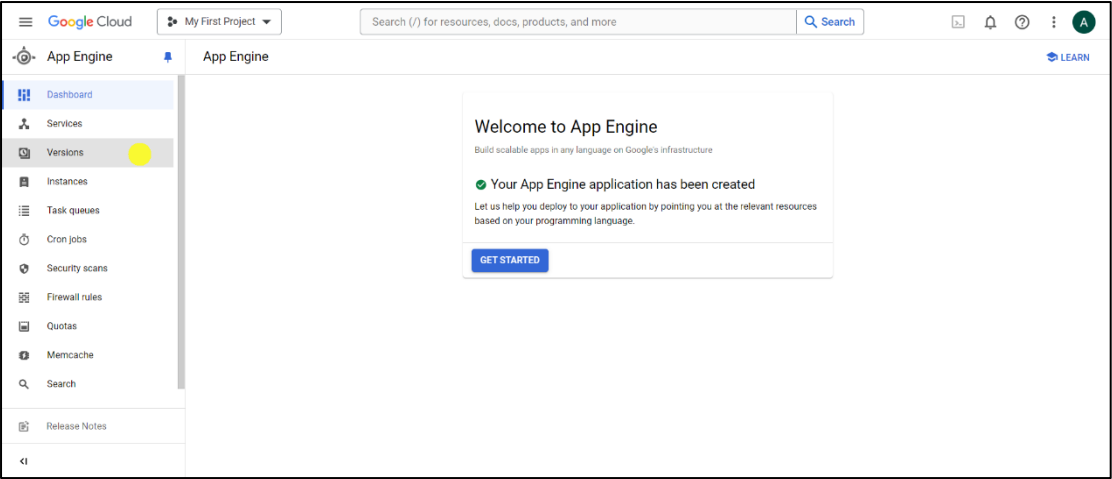 Google Cloud
My First Project
Search (/) for resources, docs, products, and more
Search
A
App Engine
App Engine
LEARN
Dashboard
Services
Versions
Instances
Task queues
Cron jobs
Security scans
Firewall rules
Quotas
Memcache
Search
Release Notes
Welcome to App Engine
Build scalable apps in any language on Google's infrastructure
Your App Engine application has been created
Let us help you deploy to your application by pointing you at the relevant resources
based on your programming language.
GET STARTED